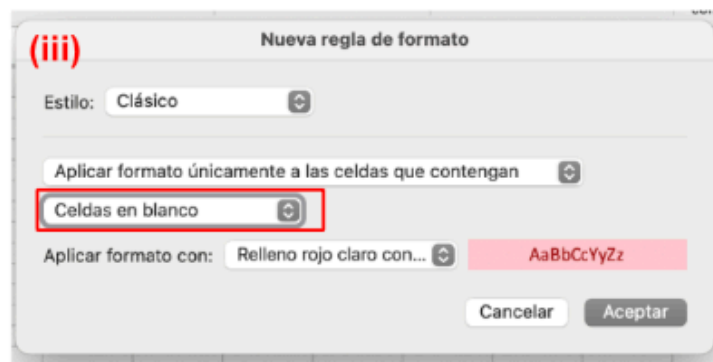 (iii)
Nueva regla de formato
Estilo: Clásico
Aplicar formato únicamente a las celdas que contengan
Celdas en blanco
Aplicar formato con: Relleno rojo claro con... AaBbCcYyZz
Cancelar Aceptar